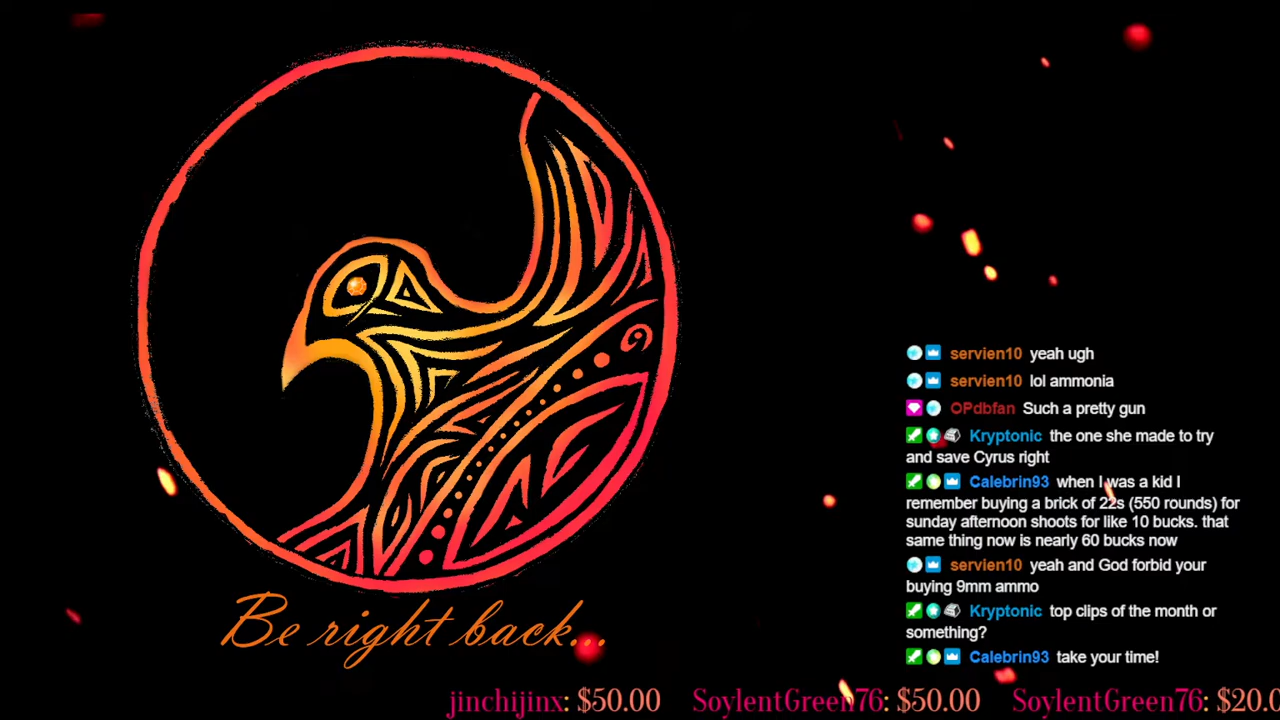 servien10 yeah ugh
servien10 lol ammonia
OPdbfan Such a pretty gun
Kryptonic the one she made to try
and save Cyrus right
Calebrin93 when I was a kid I
remember buying a brick of 22s (550 rounds) for
sunday afternoon shoots for like 10 bucks. that
same thing now is nearly 60 bucks now
servien10 yeah and God forbid your
buying 9mm ammo
Kryptonic top clips of the month or
something?
Calebrin93 take your time!
Be right back...
jinchijinx: $50.00 SoylentGreen76: $50.00 SoylentGreen76: $20.0